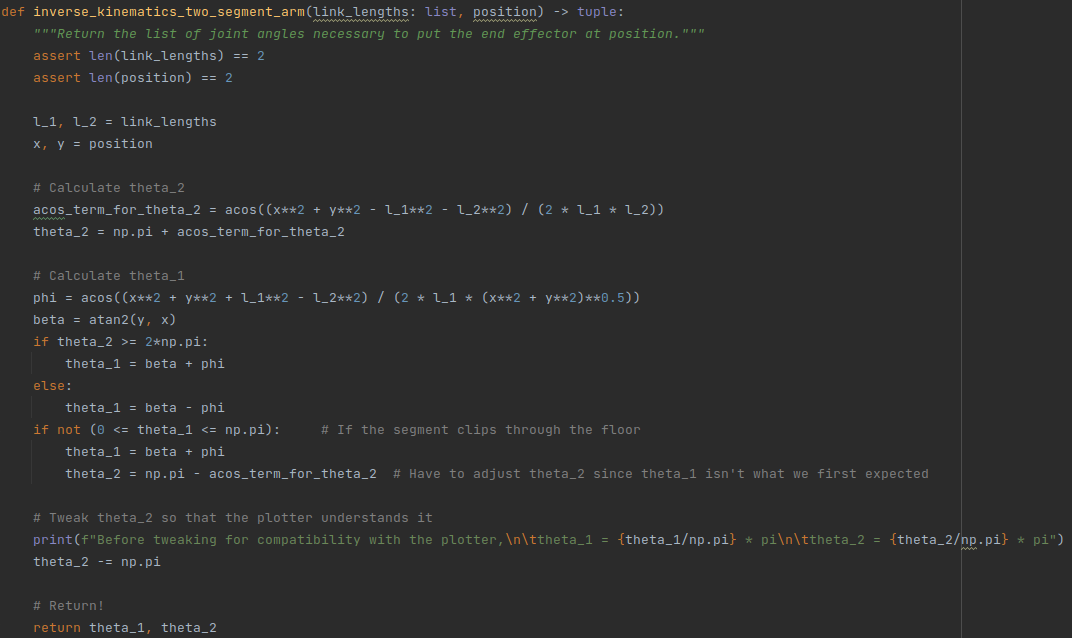 def inverse_kinematics_two_segment_arm(link_lengths: list, position) -> tuple:
    """Return the list of joint angles necessary to put the end effector at position."""
    assert len(link_lengths) == 2
    assert len(position) == 2

    l_1, l_2 = link_lengths
    x, y = position

    # Calculate theta_2
    acos_term_for_theta_2 = acos((x**2 + y**2 - l_1**2 - l_2**2) / (2 * l_1 * l_2))
    theta_2 = np.pi + acos_term_for_theta_2

    # Calculate theta_1
    phi = acos((x**2 + y**2 + l_1**2 - l_2**2) / (2 * l_1 * (x**2 + y**2)**0.5))
    beta = atan2(y, x)
    if theta_2 >= 2*np.pi:
        theta_1 = beta + phi
    else:
        theta_1 = beta - phi
    if not (0 <= theta_1 <= np.pi):     # If the segment clips through the floor
        theta_1 = beta + phi
        theta_2 = np.pi - acos_term_for_theta_2  # Have to adjust theta_2 since theta_1 isn't what we first expected

    # Tweak theta_2 so that the plotter understands it
    print(f"Before tweaking for compatibility with the plotter,\n\ttheta_1 = {theta_1/np.pi} * pi\n\ttheta_2 = {theta_2/np.pi} * pi")
    theta_2 -= np.pi

    # Return!
    return theta_1, theta_2